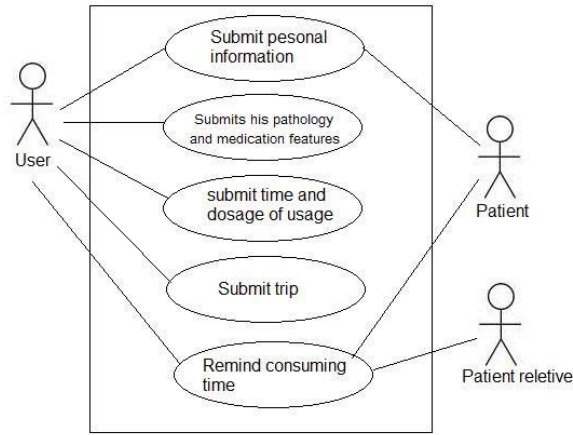 Submit pesonal
information
Submits his pathology
and medication features
User
submit time and
dosage of usage
Patient
Submit trip
Remind consuming
time
Patient reletive